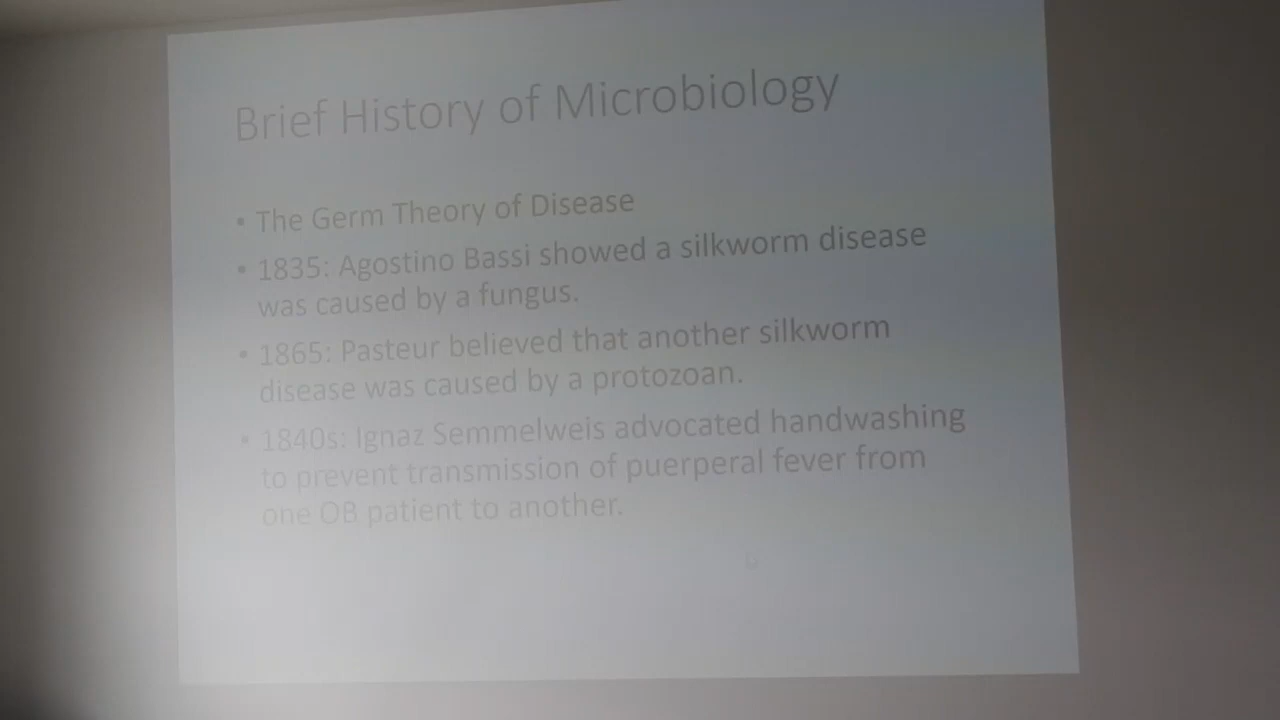 Brief History of Microbiology
• The Germ Theory of Disease
• 1835: Agostino Bassi showed a silkworm disease
was caused by a fungus.
• 1865: Pasteur believed that another silkworm
disease was caused by a protozoan.
• 1840s: Ignaz Semmelweis advocated handwashing
to prevent transmission of puerperal fever from
one OB patient to another.